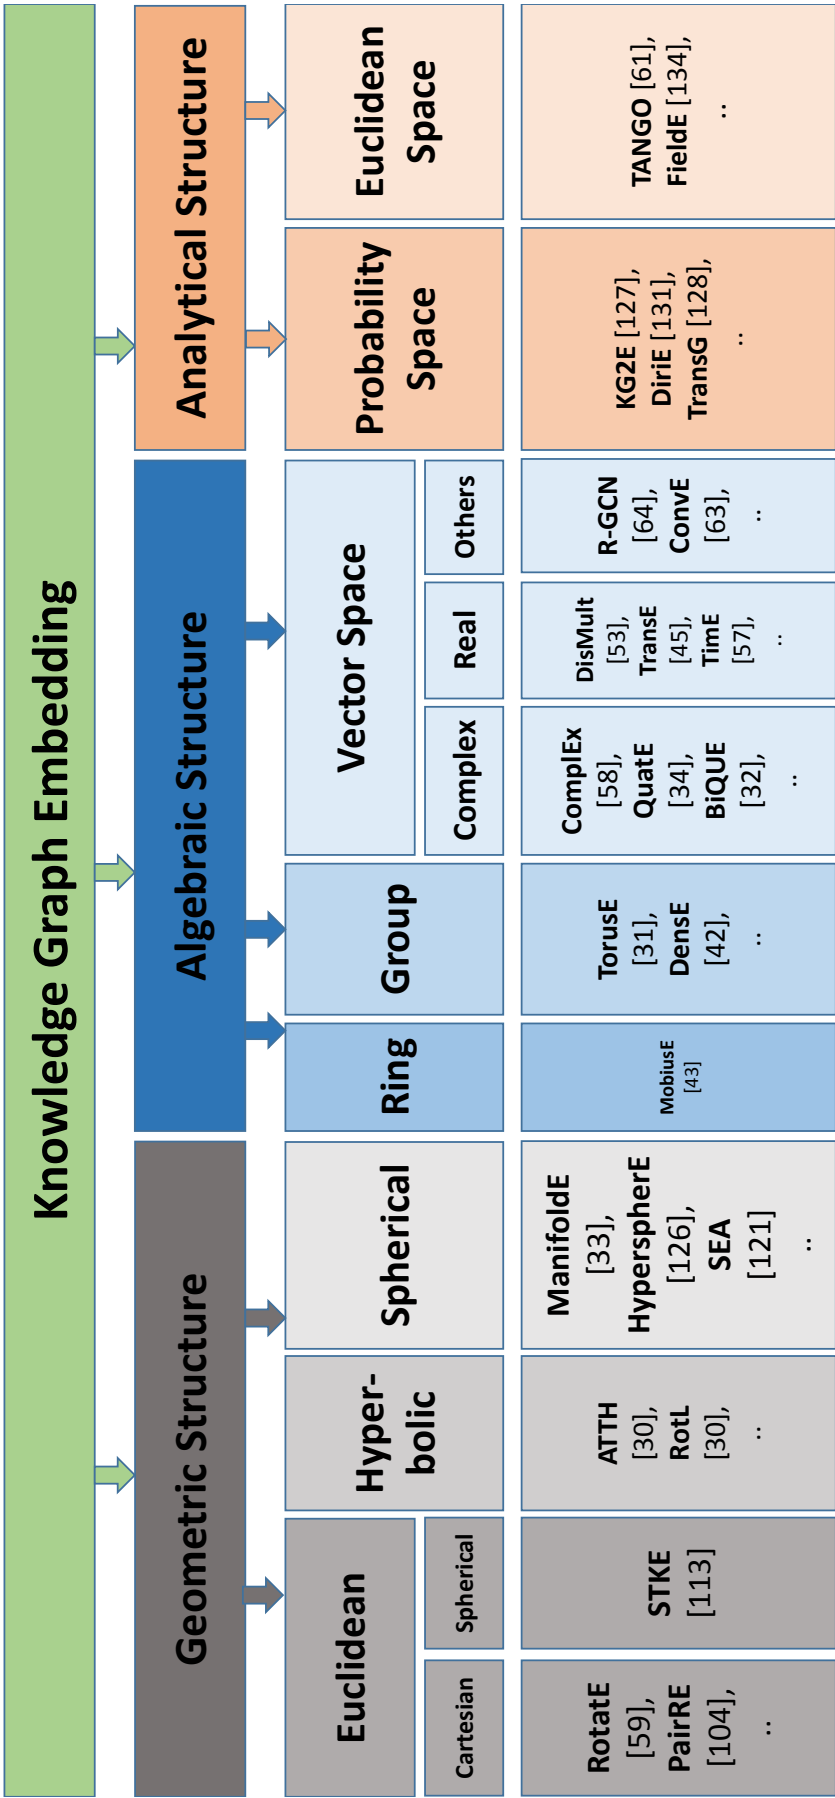 Knowledge Graph Embedding
Geometric Structure
Algebraic Structure
Analytical Structure
Euclidean
Hyper-
bolic
Spherical
Ring
Group
Vector Space
Probability
Space
Euclidean
Space
Cartesian
Spherical
Complex
Real
Others
RotatE
[59],
PairRE
[104],
..
STKE
[113]
ATTH
[30],
RotL
[30],
..
ManifoldE
[33],
HyperspherE
[126],
SEA
[121]
..
MobiusE
[43]
TorusE
[31],
DensE
[42],
..
ComplEx
[58],
QuatE
[34],
BiQUE
[32],
..
DisMult
[53],
TransE
[45],
TimE
[57],
..
R-GCN
[64],
ConvE
[63],
..
KG2E [127],
DiriE [131],
TransG [128],
..
TANGO [61],
FieldE [134],
..